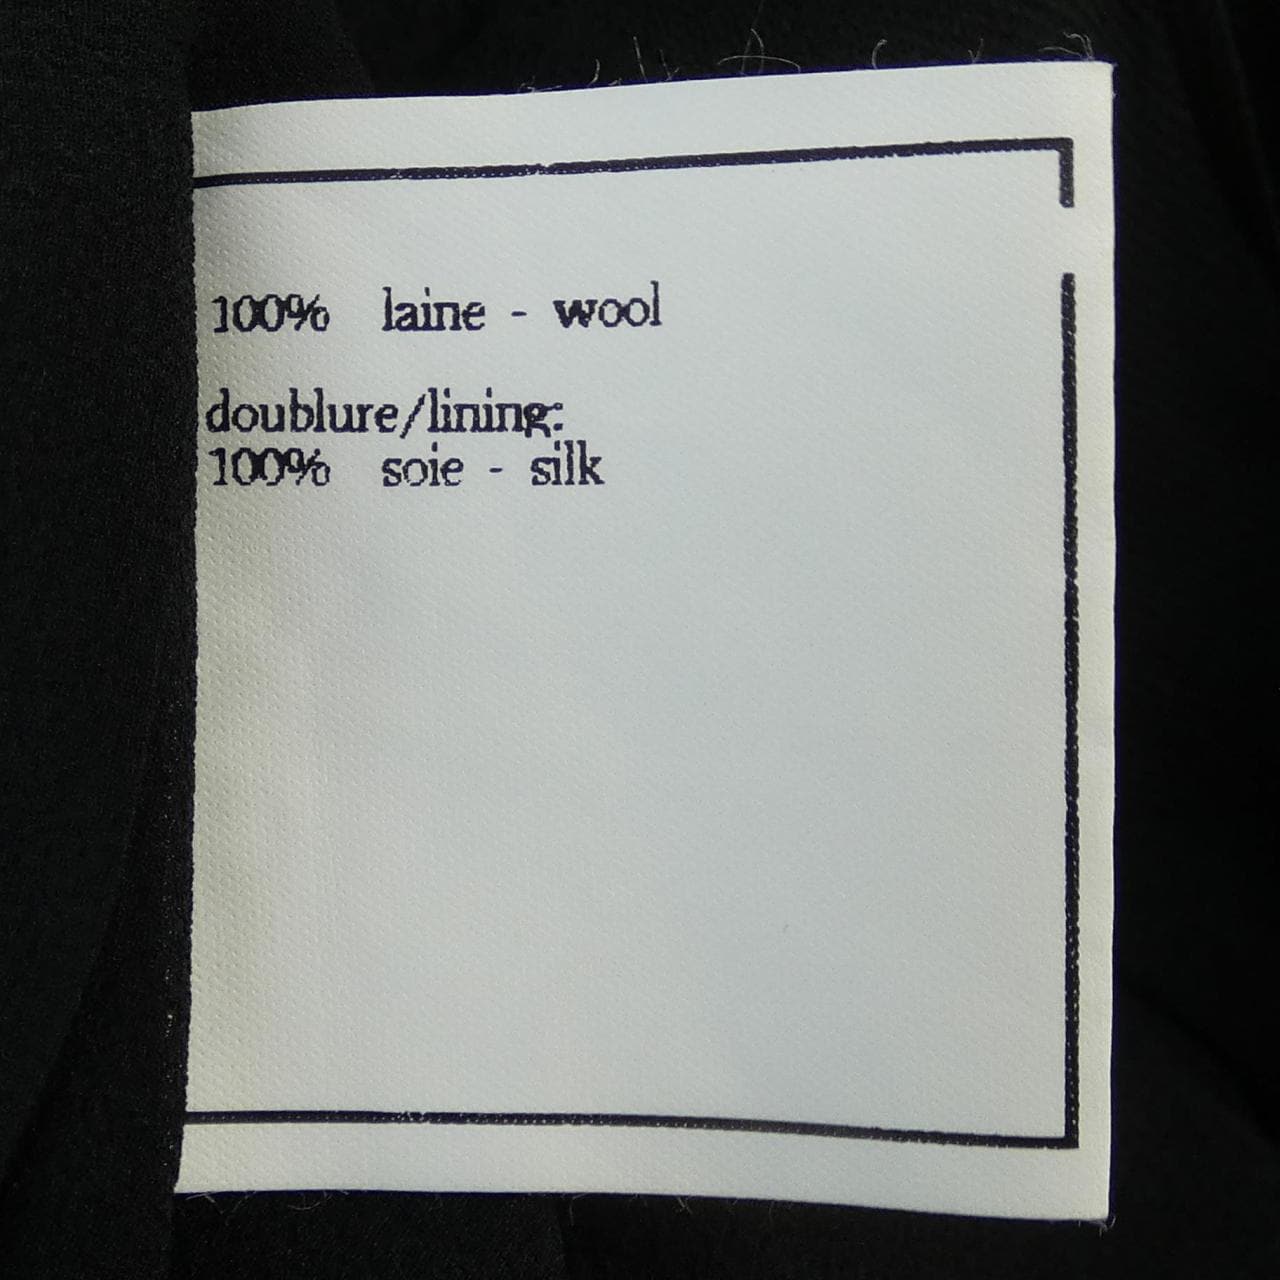 100% laine - wool
doublure/lining:
100% soie - silk